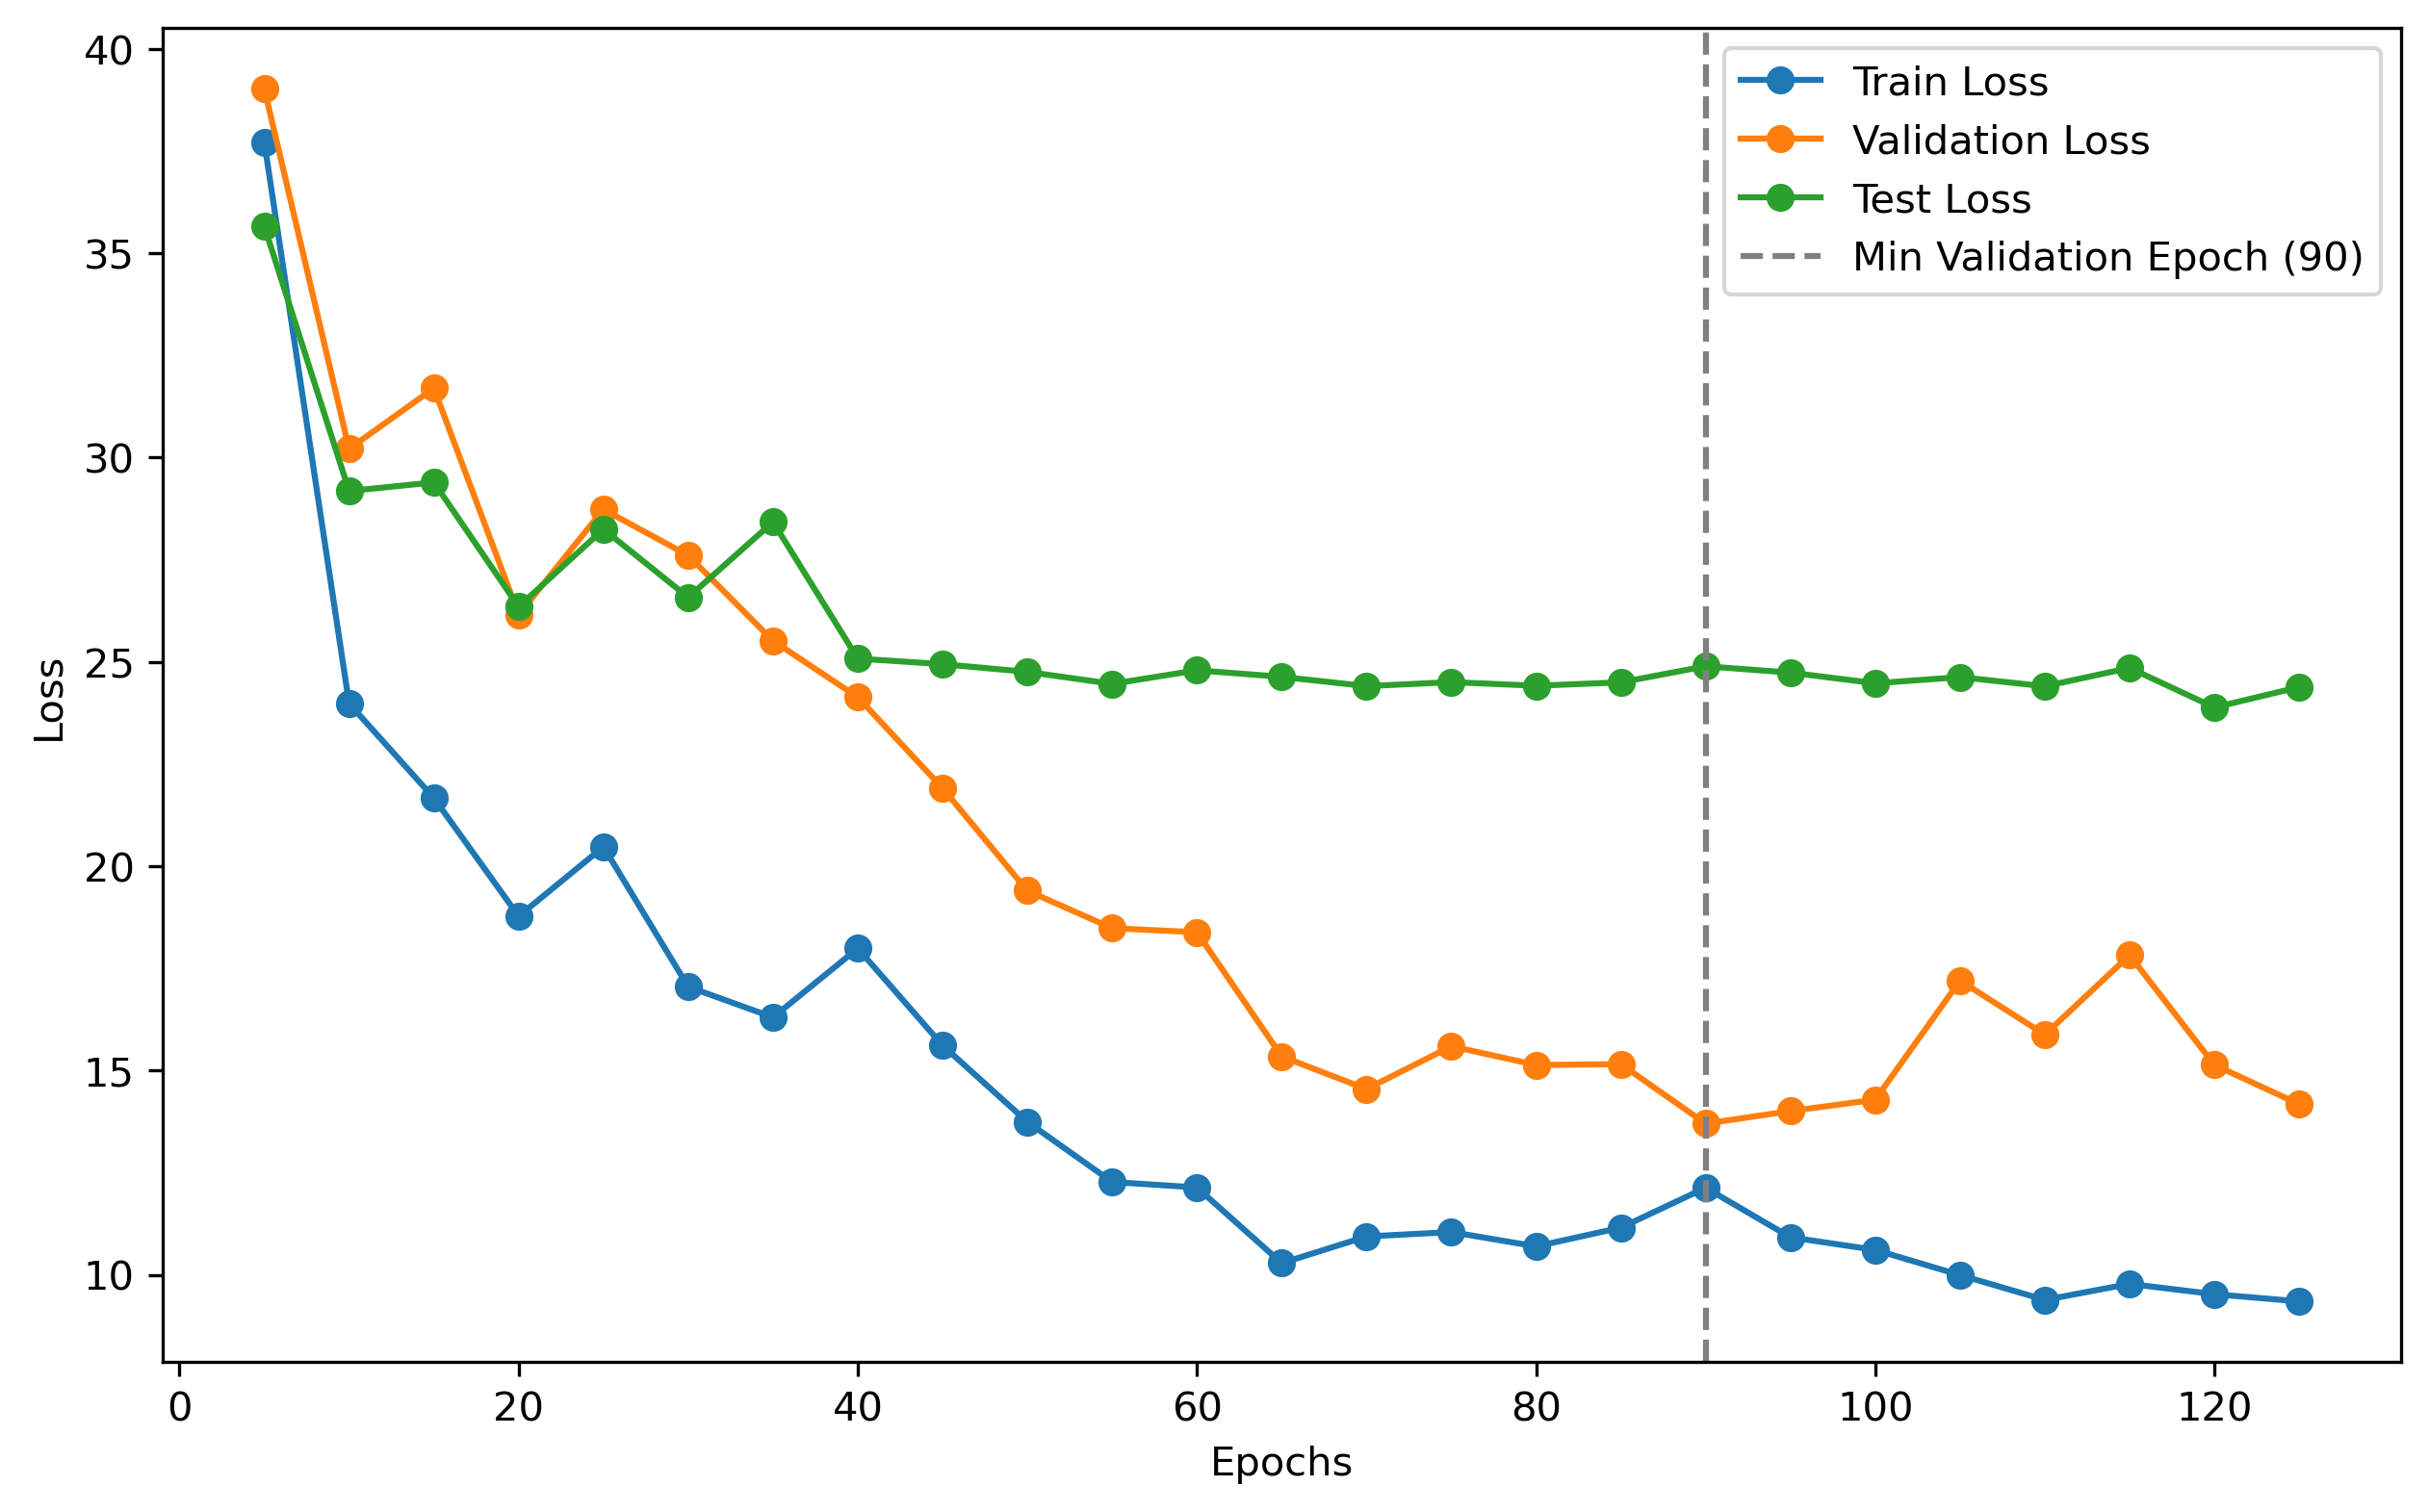 40
35
30
25
20
15
10
Loss
Train Loss
Validation Loss
Test Loss
Min Validation Epoch (90)
0 20 40 60 80 100 120
Epochs